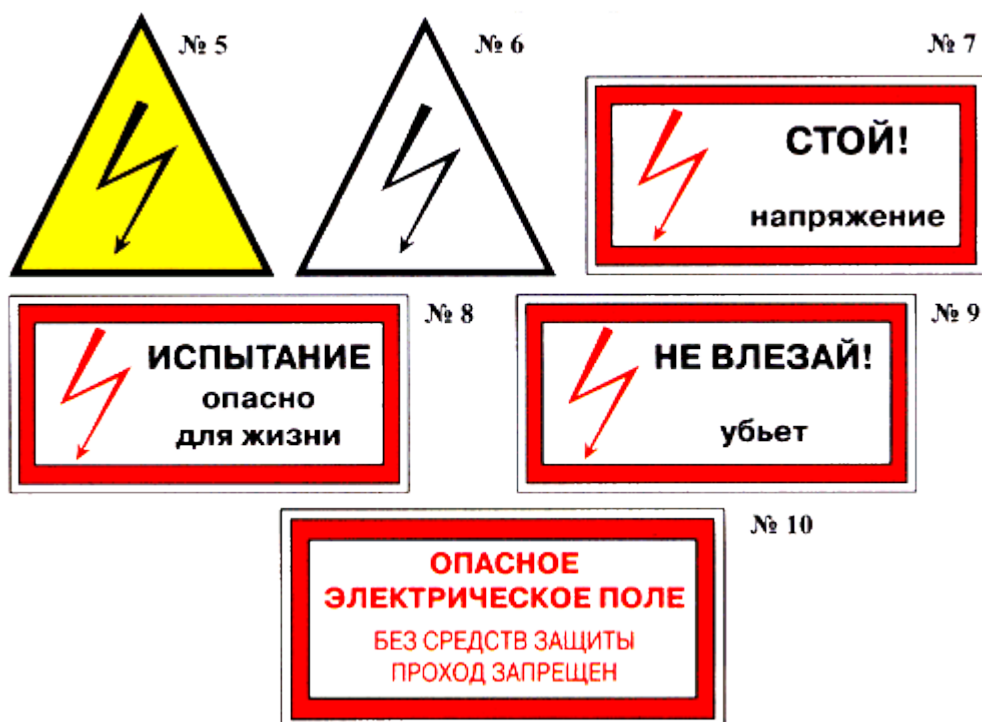 № 5
№ 6
№ 7
СТОЙ!
напряжение
№ 8
ИСПЫТАНИЕ
опасно
для жизни
№ 9
НЕ ВЛЕЗАЙ!
убьет
№ 10
ОПАСНОЕ
ЭЛЕКТРИЧЕСКОЕ ПОЛЕ
БЕЗ СРЕДСТВ ЗАЩИТЫ
ПРОХОД ЗАПРЕЩЕН